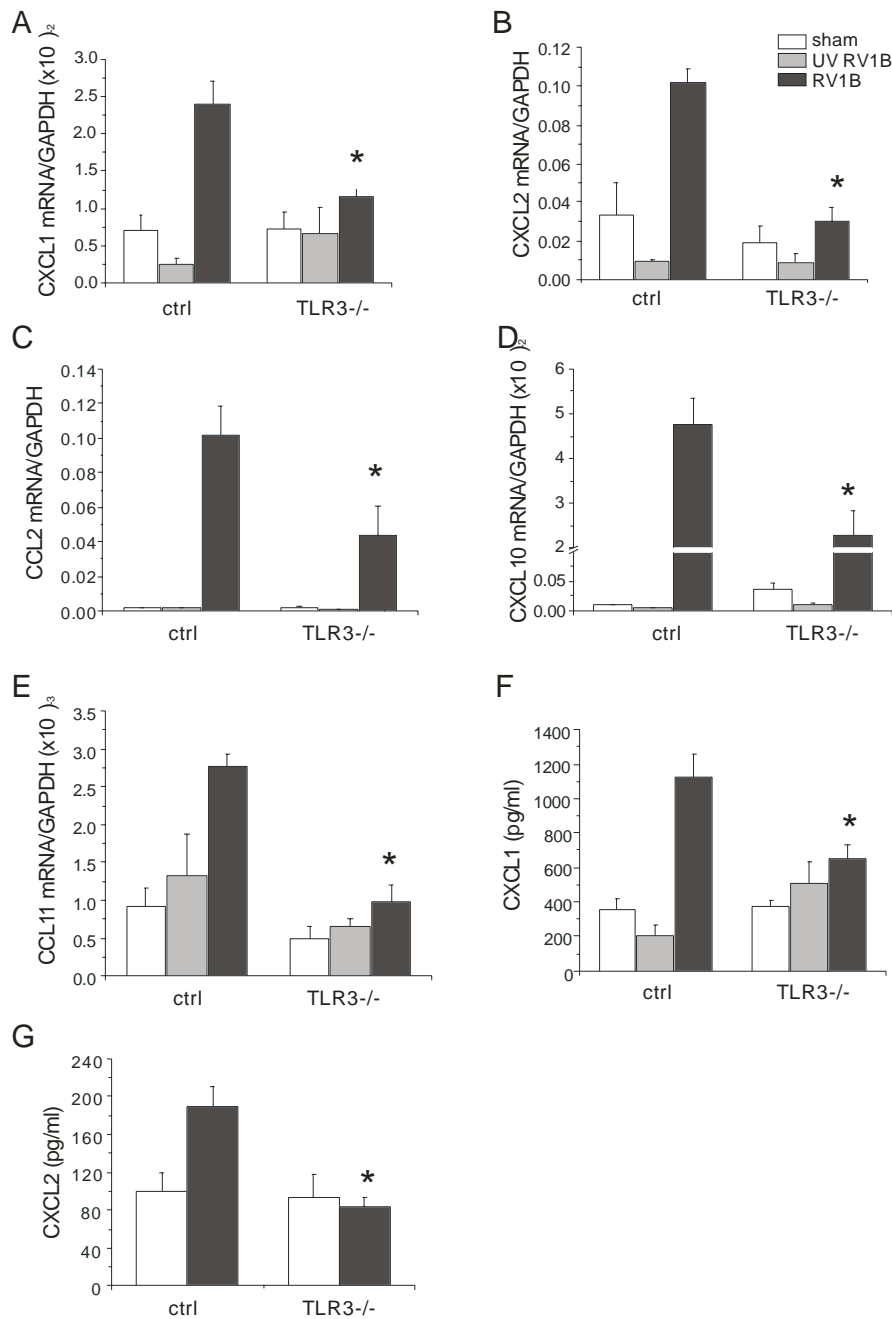 A
CXCL1 mRNA/GAPDH (x10 )-2
3.0
2.5
2.0
1.5
1.0
0.5
0.0
*
ctrl
TLR3-/-
B
CXCL2 mRNA/GAPDH
0.12
0.10
0.08
0.06
0.04
0.02
0.00
sham
UV RV1B
RV1B
*
ctrl
TLR3-/-
C
CCL2 mRNA/GAPDH
0.14
0.12
0.10
0.08
0.06
0.04
0.02
0.00
*
ctrl
TLR3-/-
D
CXCL10 mRNA/GAPDH (x10 )-2
6
5
4
3
2
0.05
0.00
*
ctrl
TLR3-/-
E
CCL11 mRNA/GAPDH (x10 )-3
3.5
3.0
2.5
2.0
1.5
1.0
0.5
0.0
*
ctrl
TLR3-/-
F
CXCL1 (pg/ml)
1400
1200
1000
800
600
400
200
0
*
ctrl
TLR3-/-
G
CXCL2 (pg/ml)
240
200
160
120
80
40
0
*
ctrl
TLR3-/-